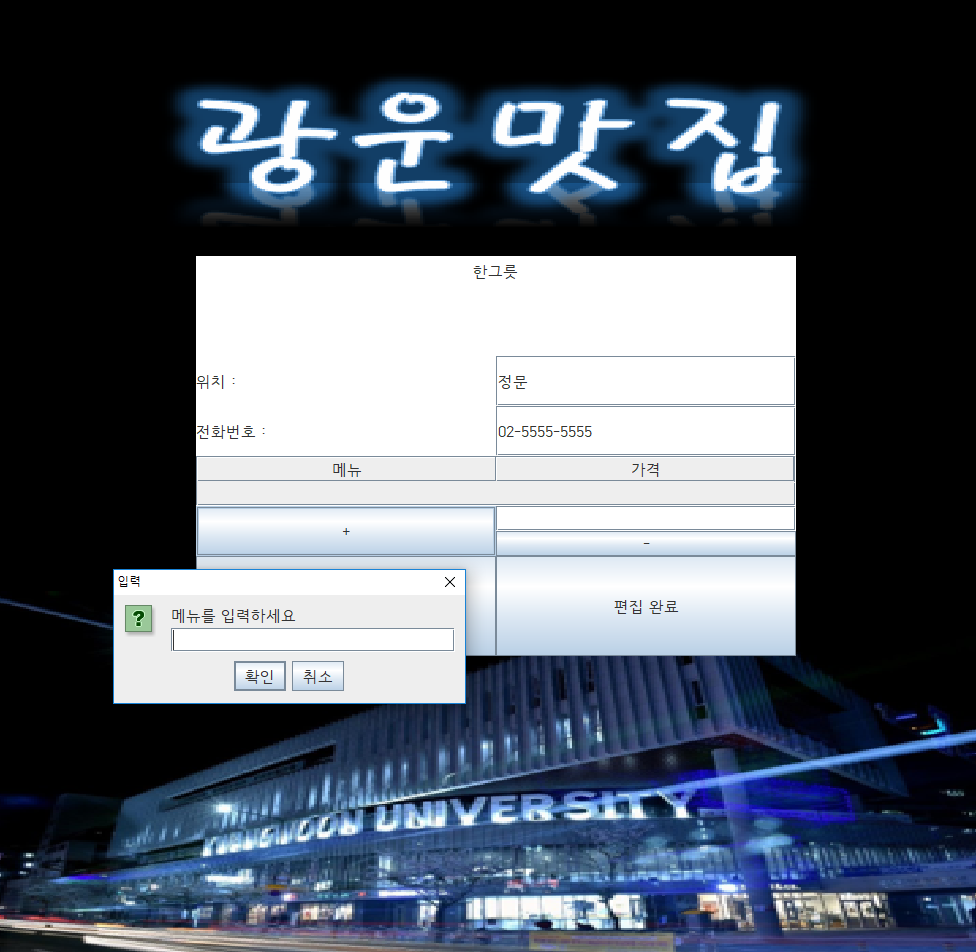 광운맛집
한그릇
위치 :
정문
전화번호 :
02-5555-5555
메뉴
가격
+
-
편집 완료
입력
?
메뉴를 입력하세요
확인
취소
KWANGWOON UNIVERSITY